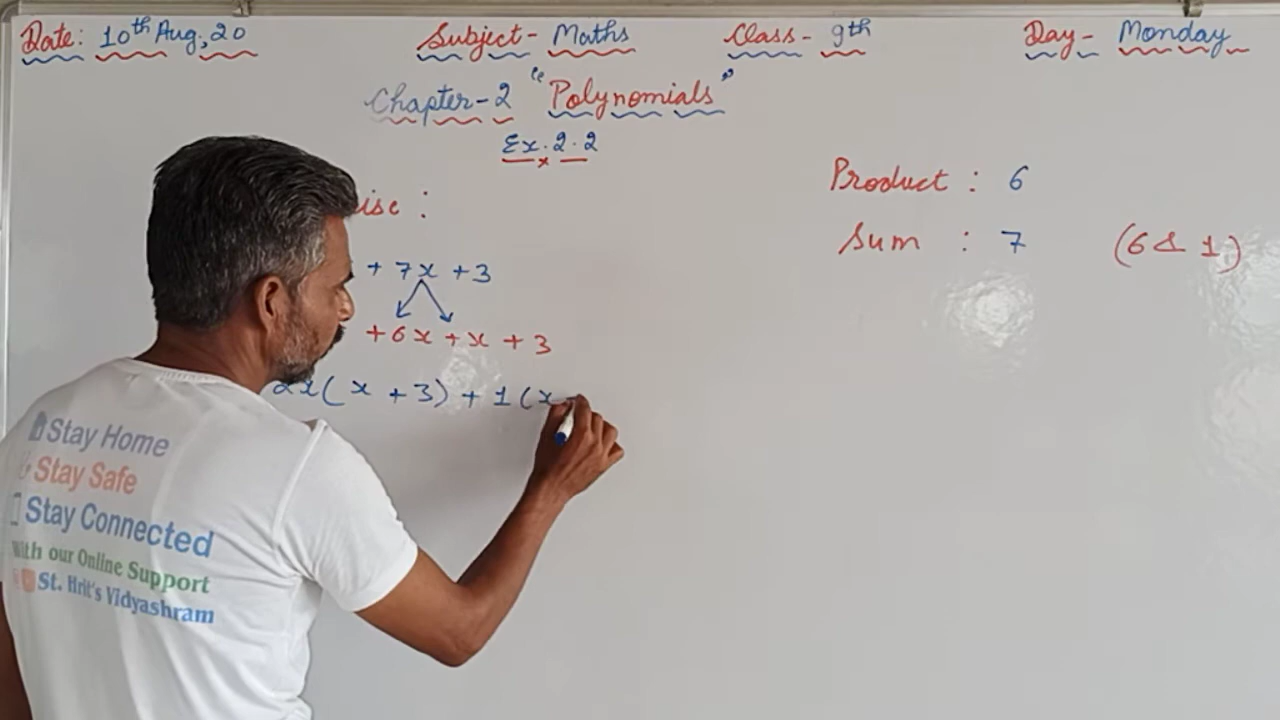 Date: 10th Aug, 20 Subject- Maths Class- 9th Day- Monday
Chapter-2 "Polynomials"
Ex. 2.2
Product : 6
Sum : 7 (6 & 1)
+ 7x + 3
+6x + x + 3
2x(x + 3) + 1(x
Stay Home
Stay Safe
Stay Connected
With our Online Support
St. Hrit's Vidyashram